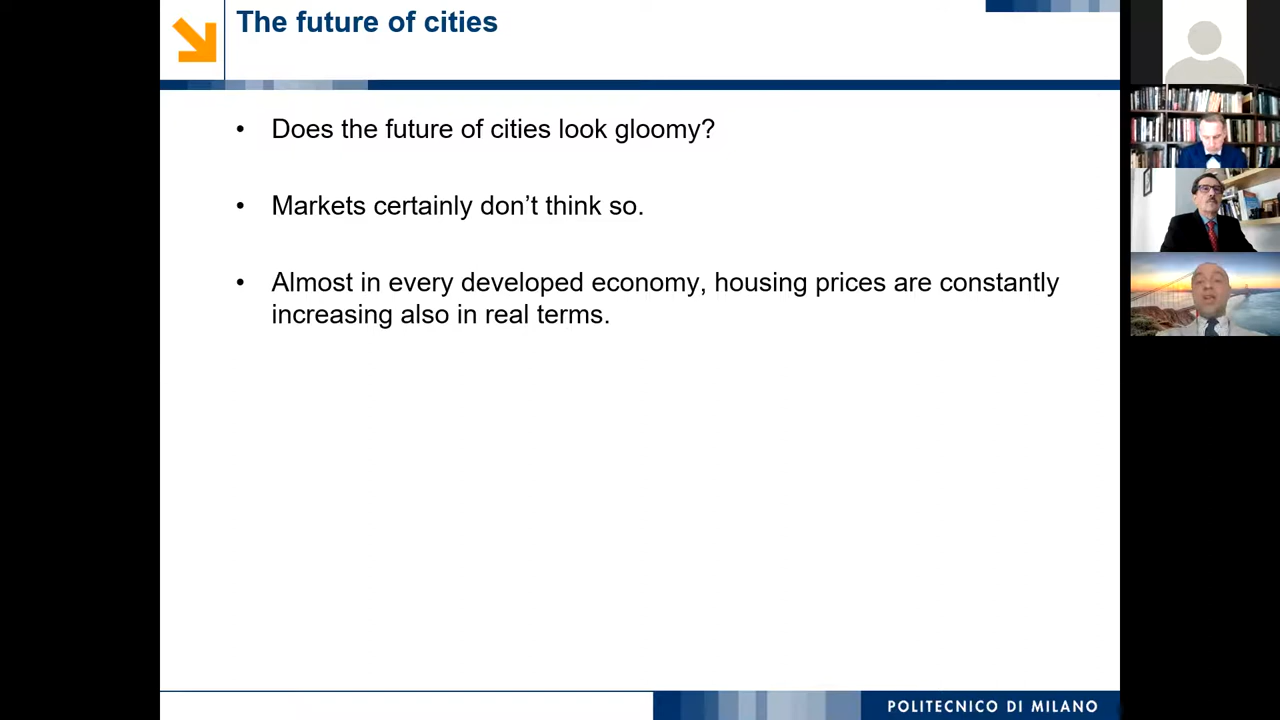 The future of cities
• Does the future of cities look gloomy?
• Markets certainly don’t think so.
• Almost in every developed economy, housing prices are constantly
increasing also in real terms.
POLITECNICO DI MILANO